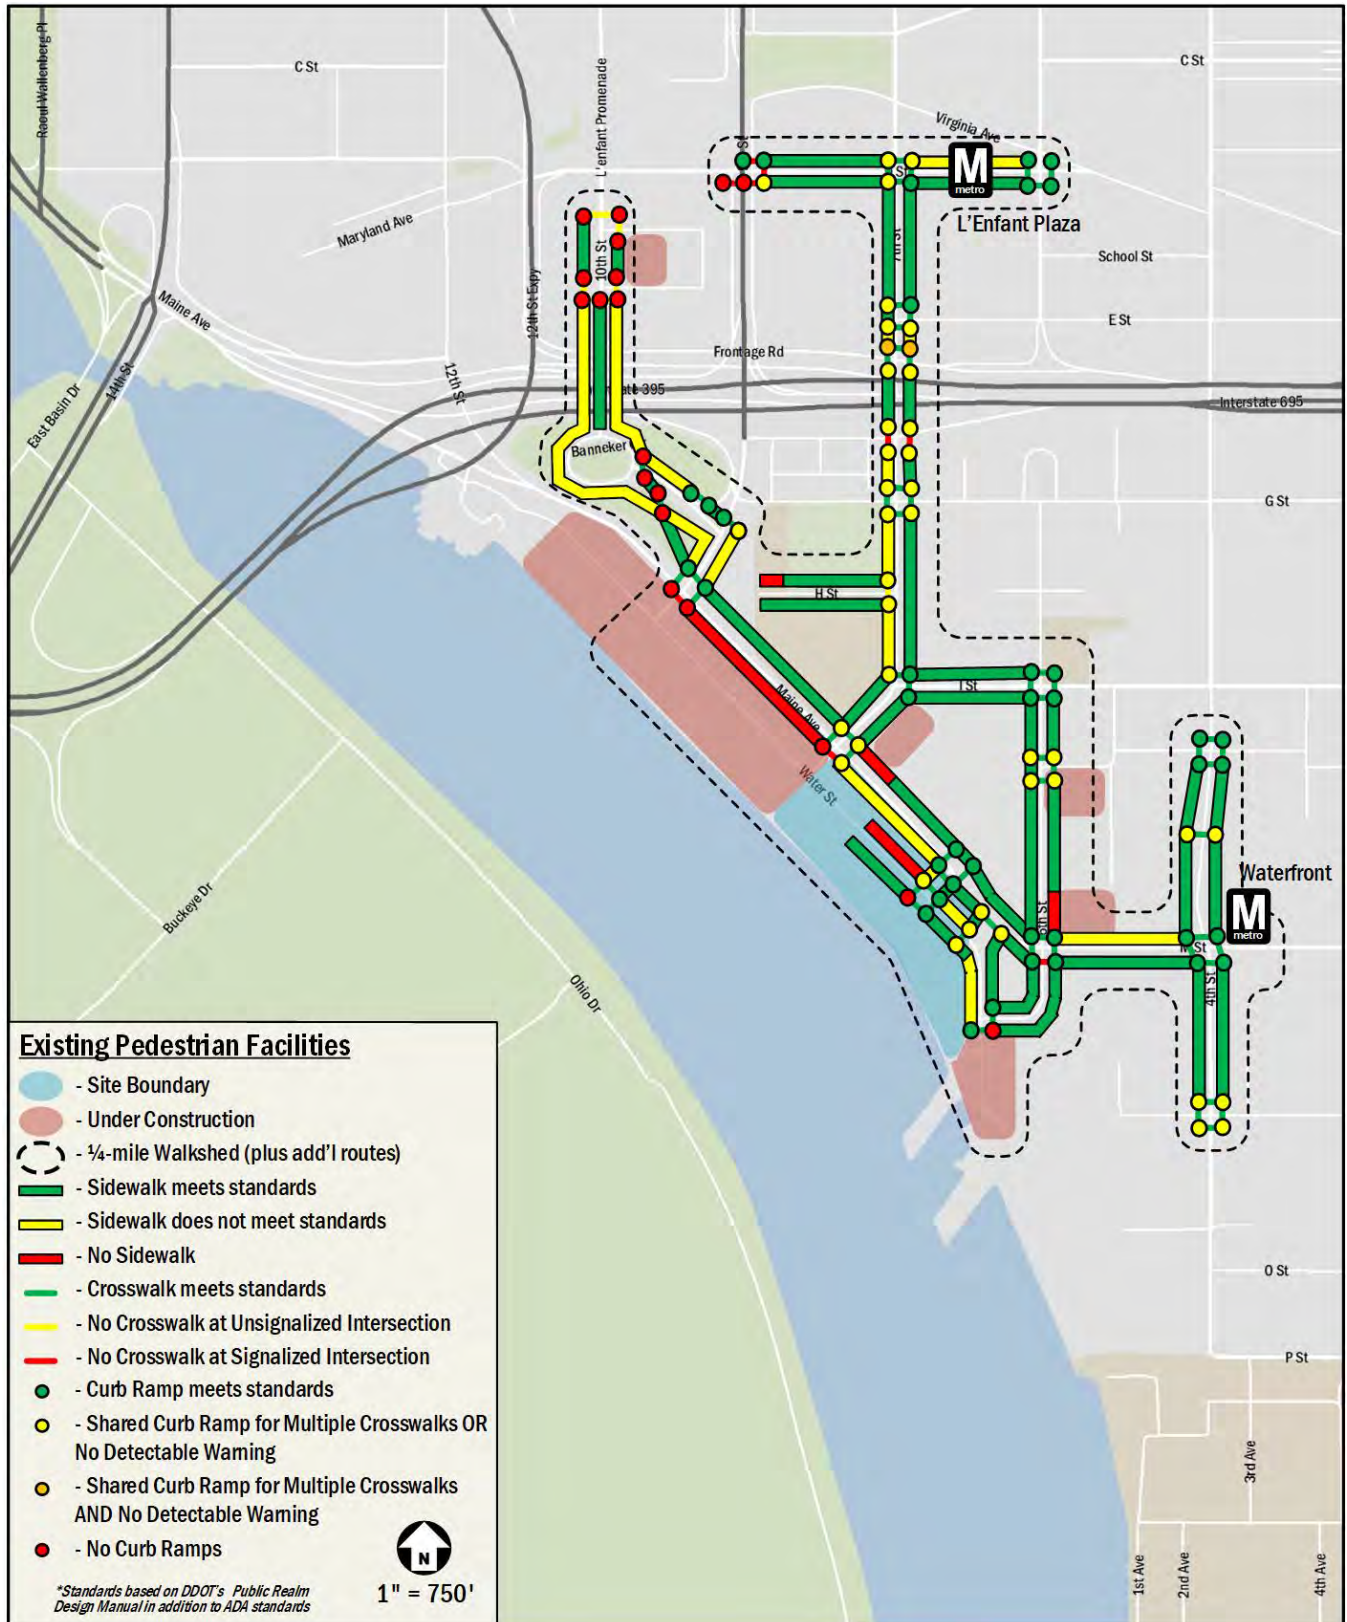 Raoul Wallenberg Pl
C St
L'enfant Promenade
C St
Virginia Ave
St
St
M
metro
L'Enfant Plaza
Maryland Ave
10th St
7th St
School St
Maine Ave
12th St Expy
E St
Frontage Rd
14th St
East Basin Dr
12th St
395
Interstate 695
Banneker
G St
H St
I St
Maine Ave
Water St
Waterfront
M
metro
Buckeye Dr
6th St
M St
4th St
Ohio Dr
Existing Pedestrian Facilities
- Site Boundary
- Under Construction
- ¼-mile Walkshed (plus add'l routes)
- Sidewalk meets standards
- Sidewalk does not meet standards
- No Sidewalk
- Crosswalk meets standards
- No Crosswalk at Unsignalized Intersection
- No Crosswalk at Signalized Intersection
- Curb Ramp meets standards
- Shared Curb Ramp for Multiple Crosswalks OR
No Detectable Warning
- Shared Curb Ramp for Multiple Crosswalks
AND No Detectable Warning
- No Curb Ramps
*Standards based on DDOT's Public Realm
Design Manual in addition to ADA standards
N
1" = 750'
O St
P St
3rd Ave
1st Ave
2nd Ave
4th Ave